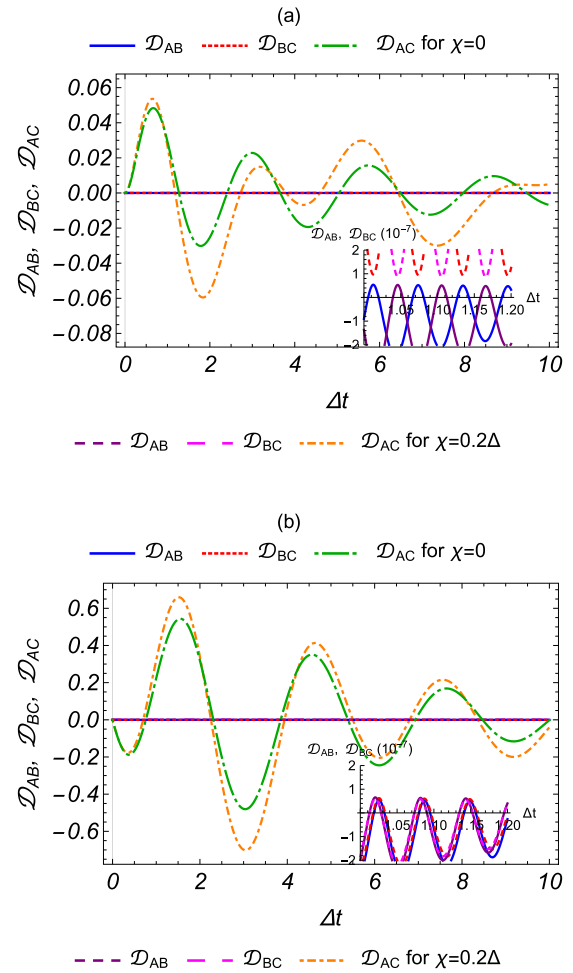 (a)
𝒟AB 𝒟BC 𝒟AC for χ=0
0.06
0.04
0.02
0.00
-0.02
-0.04
-0.06
-0.08
𝒟AB, 𝒟BC, 𝒟AC
𝒟AB, 𝒟BC (10^-7)
2
1
-1
-2
1.05 1.10 1.15 1.20
Δt
0 2 4 6 8 10
Δt
𝒟AB 𝒟BC 𝒟AC for χ=0.2Δ
(b)
𝒟AB 𝒟BC 𝒟AC for χ=0
0.6
0.4
0.2
0.0
-0.2
-0.4
-0.6
𝒟AB, 𝒟BC, 𝒟AC
𝒟AB, 𝒟BC (10^-7)
2
1
-1
-2
1.05 1.10 1.15 1.20
Δt
0 2 4 6 8 10
Δt
𝒟AB 𝒟BC 𝒟AC for χ=0.2Δ